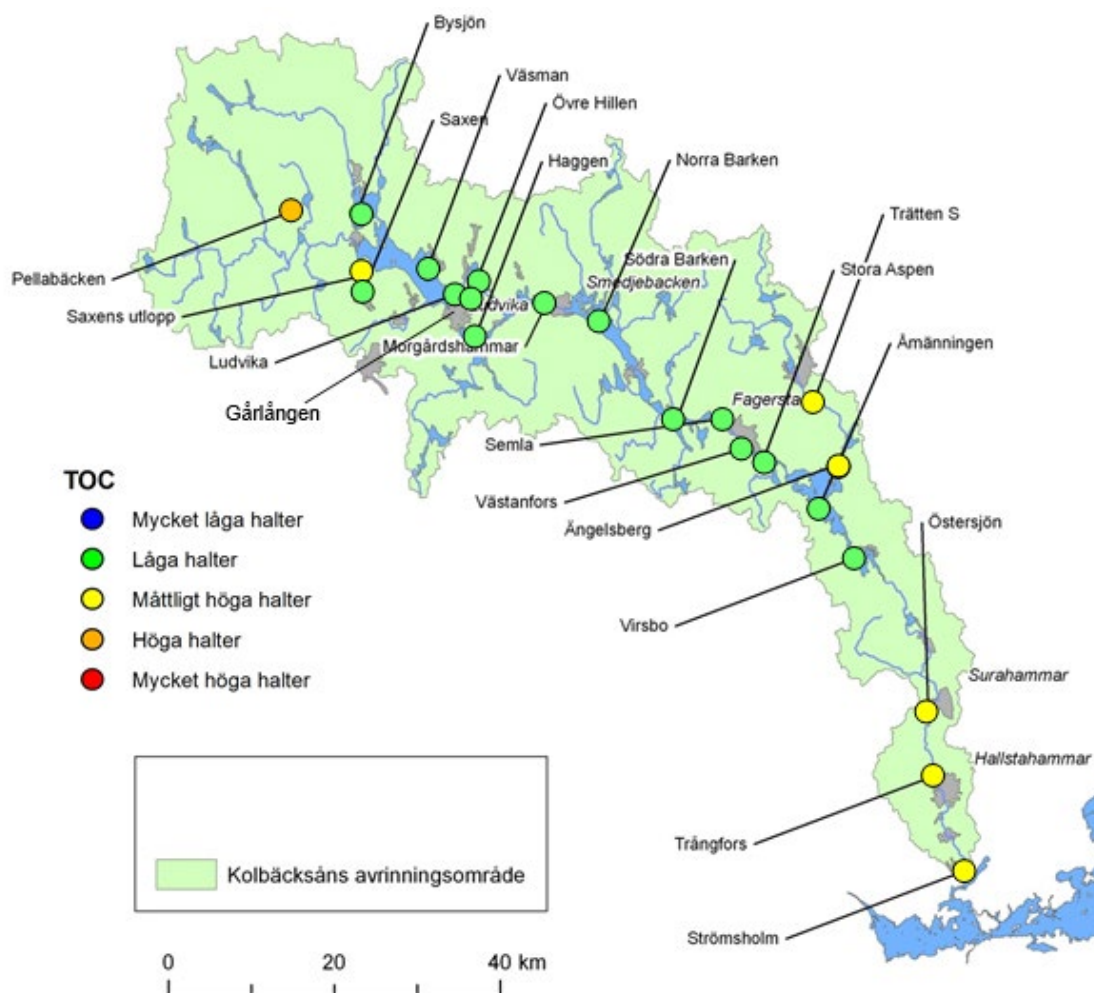 Bysjön
Väsman
Övre Hillen
Saxen
Haggen
Norra Barken
Trätten S
Södra Barken
Stora Aspen
Pellabäcken
Smedjebacken
Saxens utlopp
Ludvika
Åmänningen
Ludvika
Morgårdshammar
Gårlången
Fagersta
Semla
TOC
Västanfors
Mycket låga halter
Ängelsberg
Östersjön
Låga halter
Måttligt höga halter
Virsbo
Höga halter
Mycket höga halter
Surahammar
Hallstahammar
Trångfors
Kolbäcksåns avrinningsområde
Strömsholm
0 20 40 km